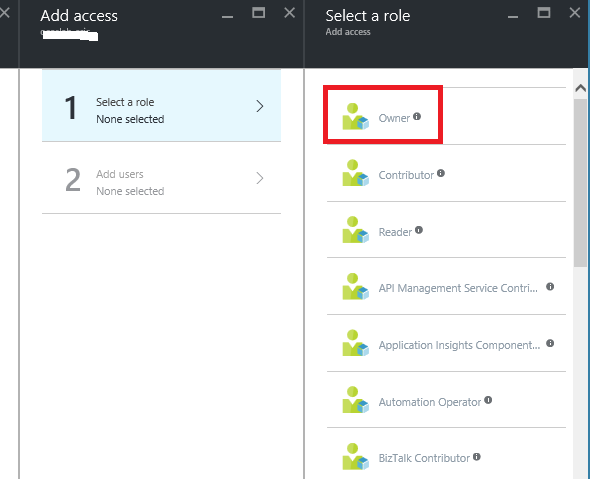 Add access
Select a role
Add access
1
Select a role
None selected
2
Add users
None selected
Owner
Contributor
Reader
API Management Service Contri...
Application Insights Component...
Automation Operator
BizTalk Contributor